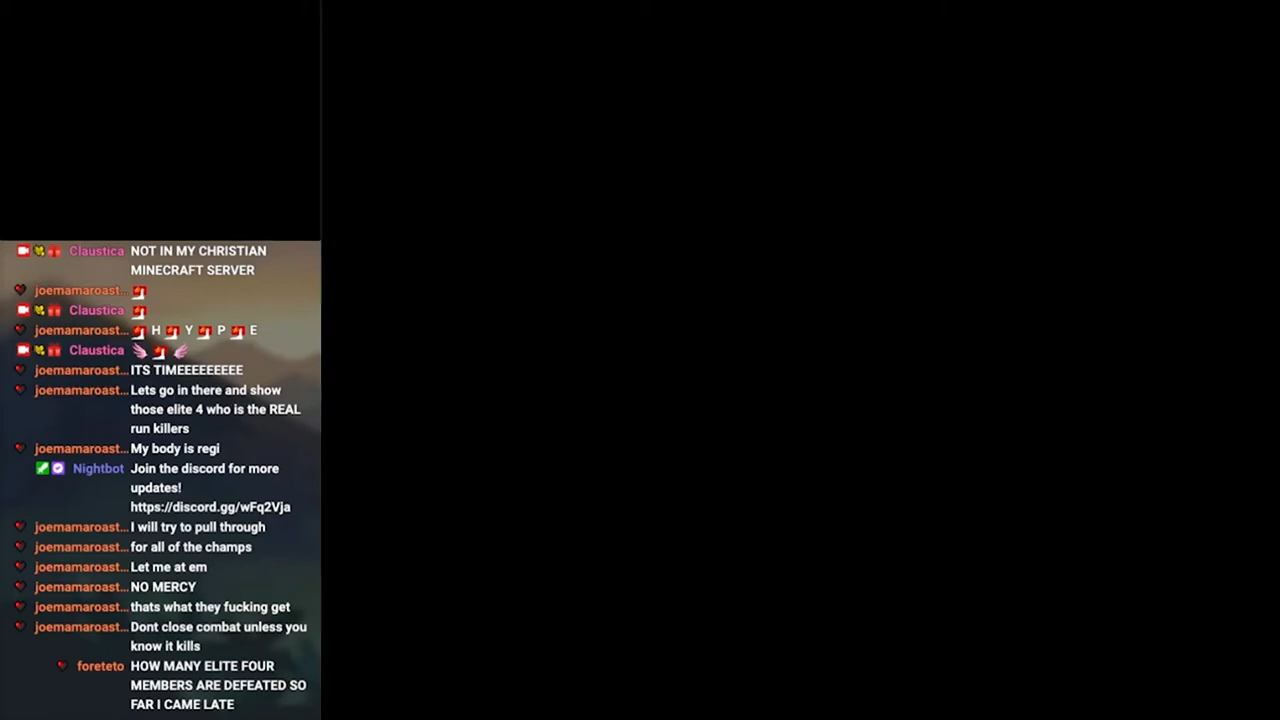 Claustica NOT IN MY CHRISTIAN
MINECRAFT SERVER
joemamaroast...
Claustica
joemamaroast... H Y P E
Claustica
joemamaroast... ITS TIMEEEEEEEEE
joemamaroast... Lets go in there and show
those elite 4 who is the REAL
run killers
joemamaroast... My body is regi
Nightbot Join the discord for more
updates!
https://discord.gg/wFq2Vja
joemamaroast... I will try to pull through
joemamaroast... for all of the champs
joemamaroast... Let me at em
joemamaroast... NO MERCY
joemamaroast... thats what they fucking get
joemamaroast... Dont close combat unless you
know it kills
foreteto HOW MANY ELITE FOUR
MEMBERS ARE DEFEATED SO
FAR I CAME LATE